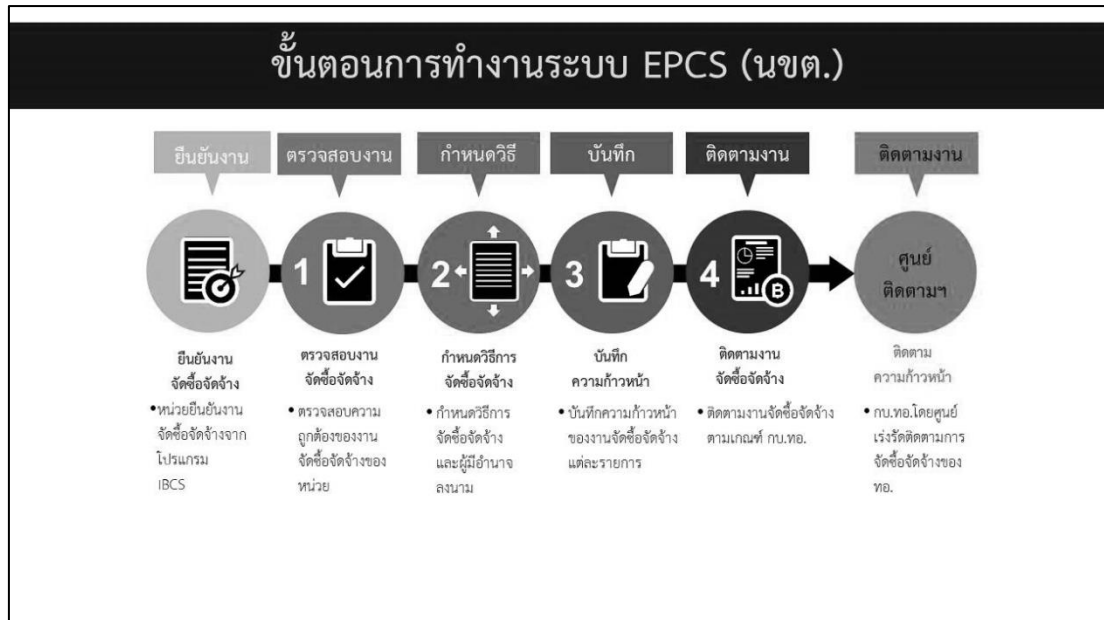 ขั้นตอนการทำงานระบบ EPCS (นขต.)
ยืนยันงาน
ตรวจสอบงาน
กำหนดวิธี
บันทึก
ติดตามงาน
ติดตามงาน
1
2
3
4
B
ศูนย์
ติดตามฯ
ยืนยันงาน
จัดซื้อจัดจ้าง
•หน่วยยืนยันงาน
จัดซื้อจัดจ้างจาก
โปรแกรม
IBCS
ตรวจสอบงาน
จัดซื้อจัดจ้าง
• ตรวจสอบความ
ถูกต้องของงาน
จัดซื้อจัดจ้างของ
หน่วย
กำหนดวิธีการ
จัดซื้อจัดจ้าง
• กำหนดวิธีการ
จัดซื้อจัดจ้าง
และผู้มีอำนาจ
ลงนาม
บันทึก
ความก้าวหน้า
• บันทึกความก้าวหน้า
ของงานจัดซื้อจัดจ้าง
แต่ละรายการ
ติดตามงาน
จัดซื้อจัดจ้าง
• ติดตามงานจัดซื้อจัดจ้าง
ตามเกณฑ์ กบ.ทอ.
ติดตาม
ความก้าวหน้า
• กบ.ทอ.โดยศูนย์
เร่งรัดติดตามการ
จัดซื้อจัดจ้างของ
ทอ.